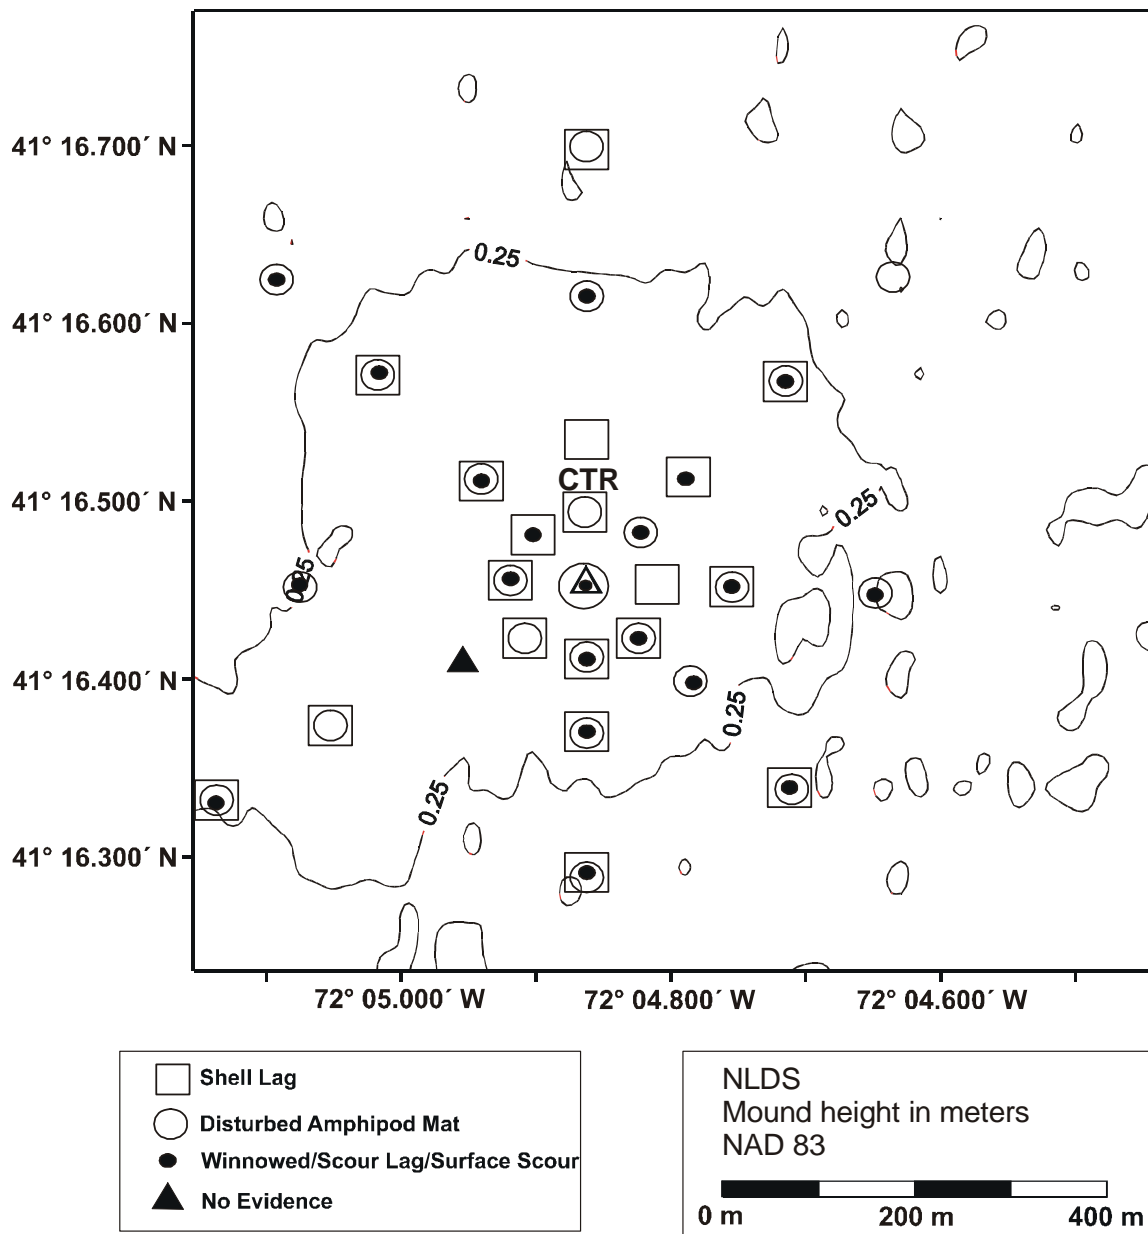 41° 16.700´ N
0.25
41° 16.600´ N
CTR
41° 16.500´ N
0.25
0.25
41° 16.400´ N
0.25
0.25
41° 16.300´ N
72° 05.000´ W 72° 04.800´ W 72° 04.600´ W
Shell Lag
Disturbed Amphipod Mat
Winnowed/Scour Lag/Surface Scour
No Evidence
NLDS
Mound height in meters
NAD 83
0 m 200 m 400 m